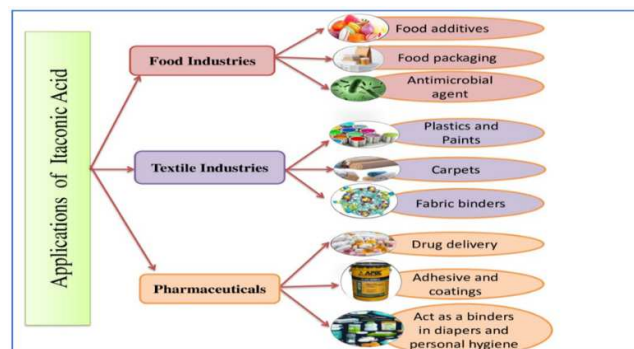 Applications of Itaconic Acid
Food Industries
Food additives
Food packaging
Antimicrobial
agent
Textile Industries
Plastics and
Paints
Carpets
Fabric binders
Pharmaceuticals
Drug delivery
Adhesive and
coatings
Act as a binders
in diapers and
personal hygiene